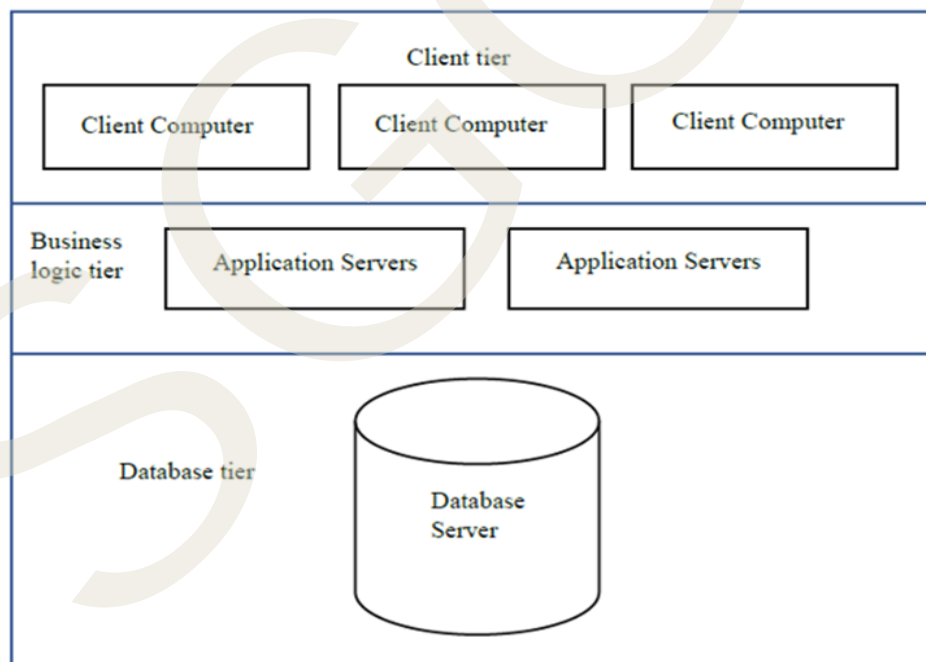 Client tier
Client Computer
Client Computer
Client Computer
Business
logic tier
Application Servers
Application Servers
Database tier
Database
Server